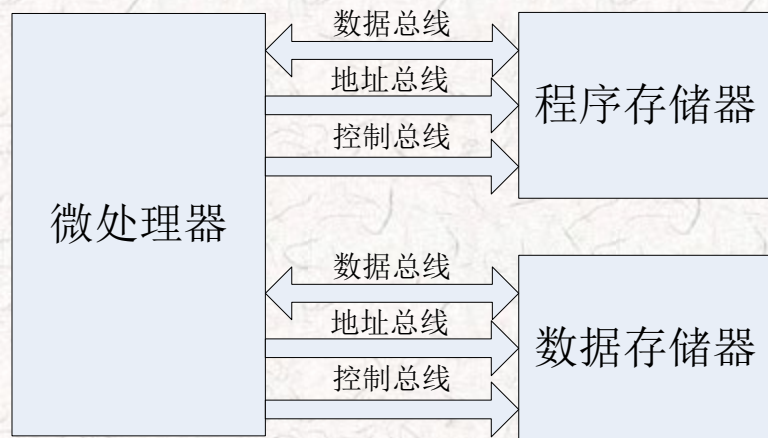 数据总线
地址总线
程序存储器
控制总线
微处理器
数据总线
地址总线
数据存储器
控制总线